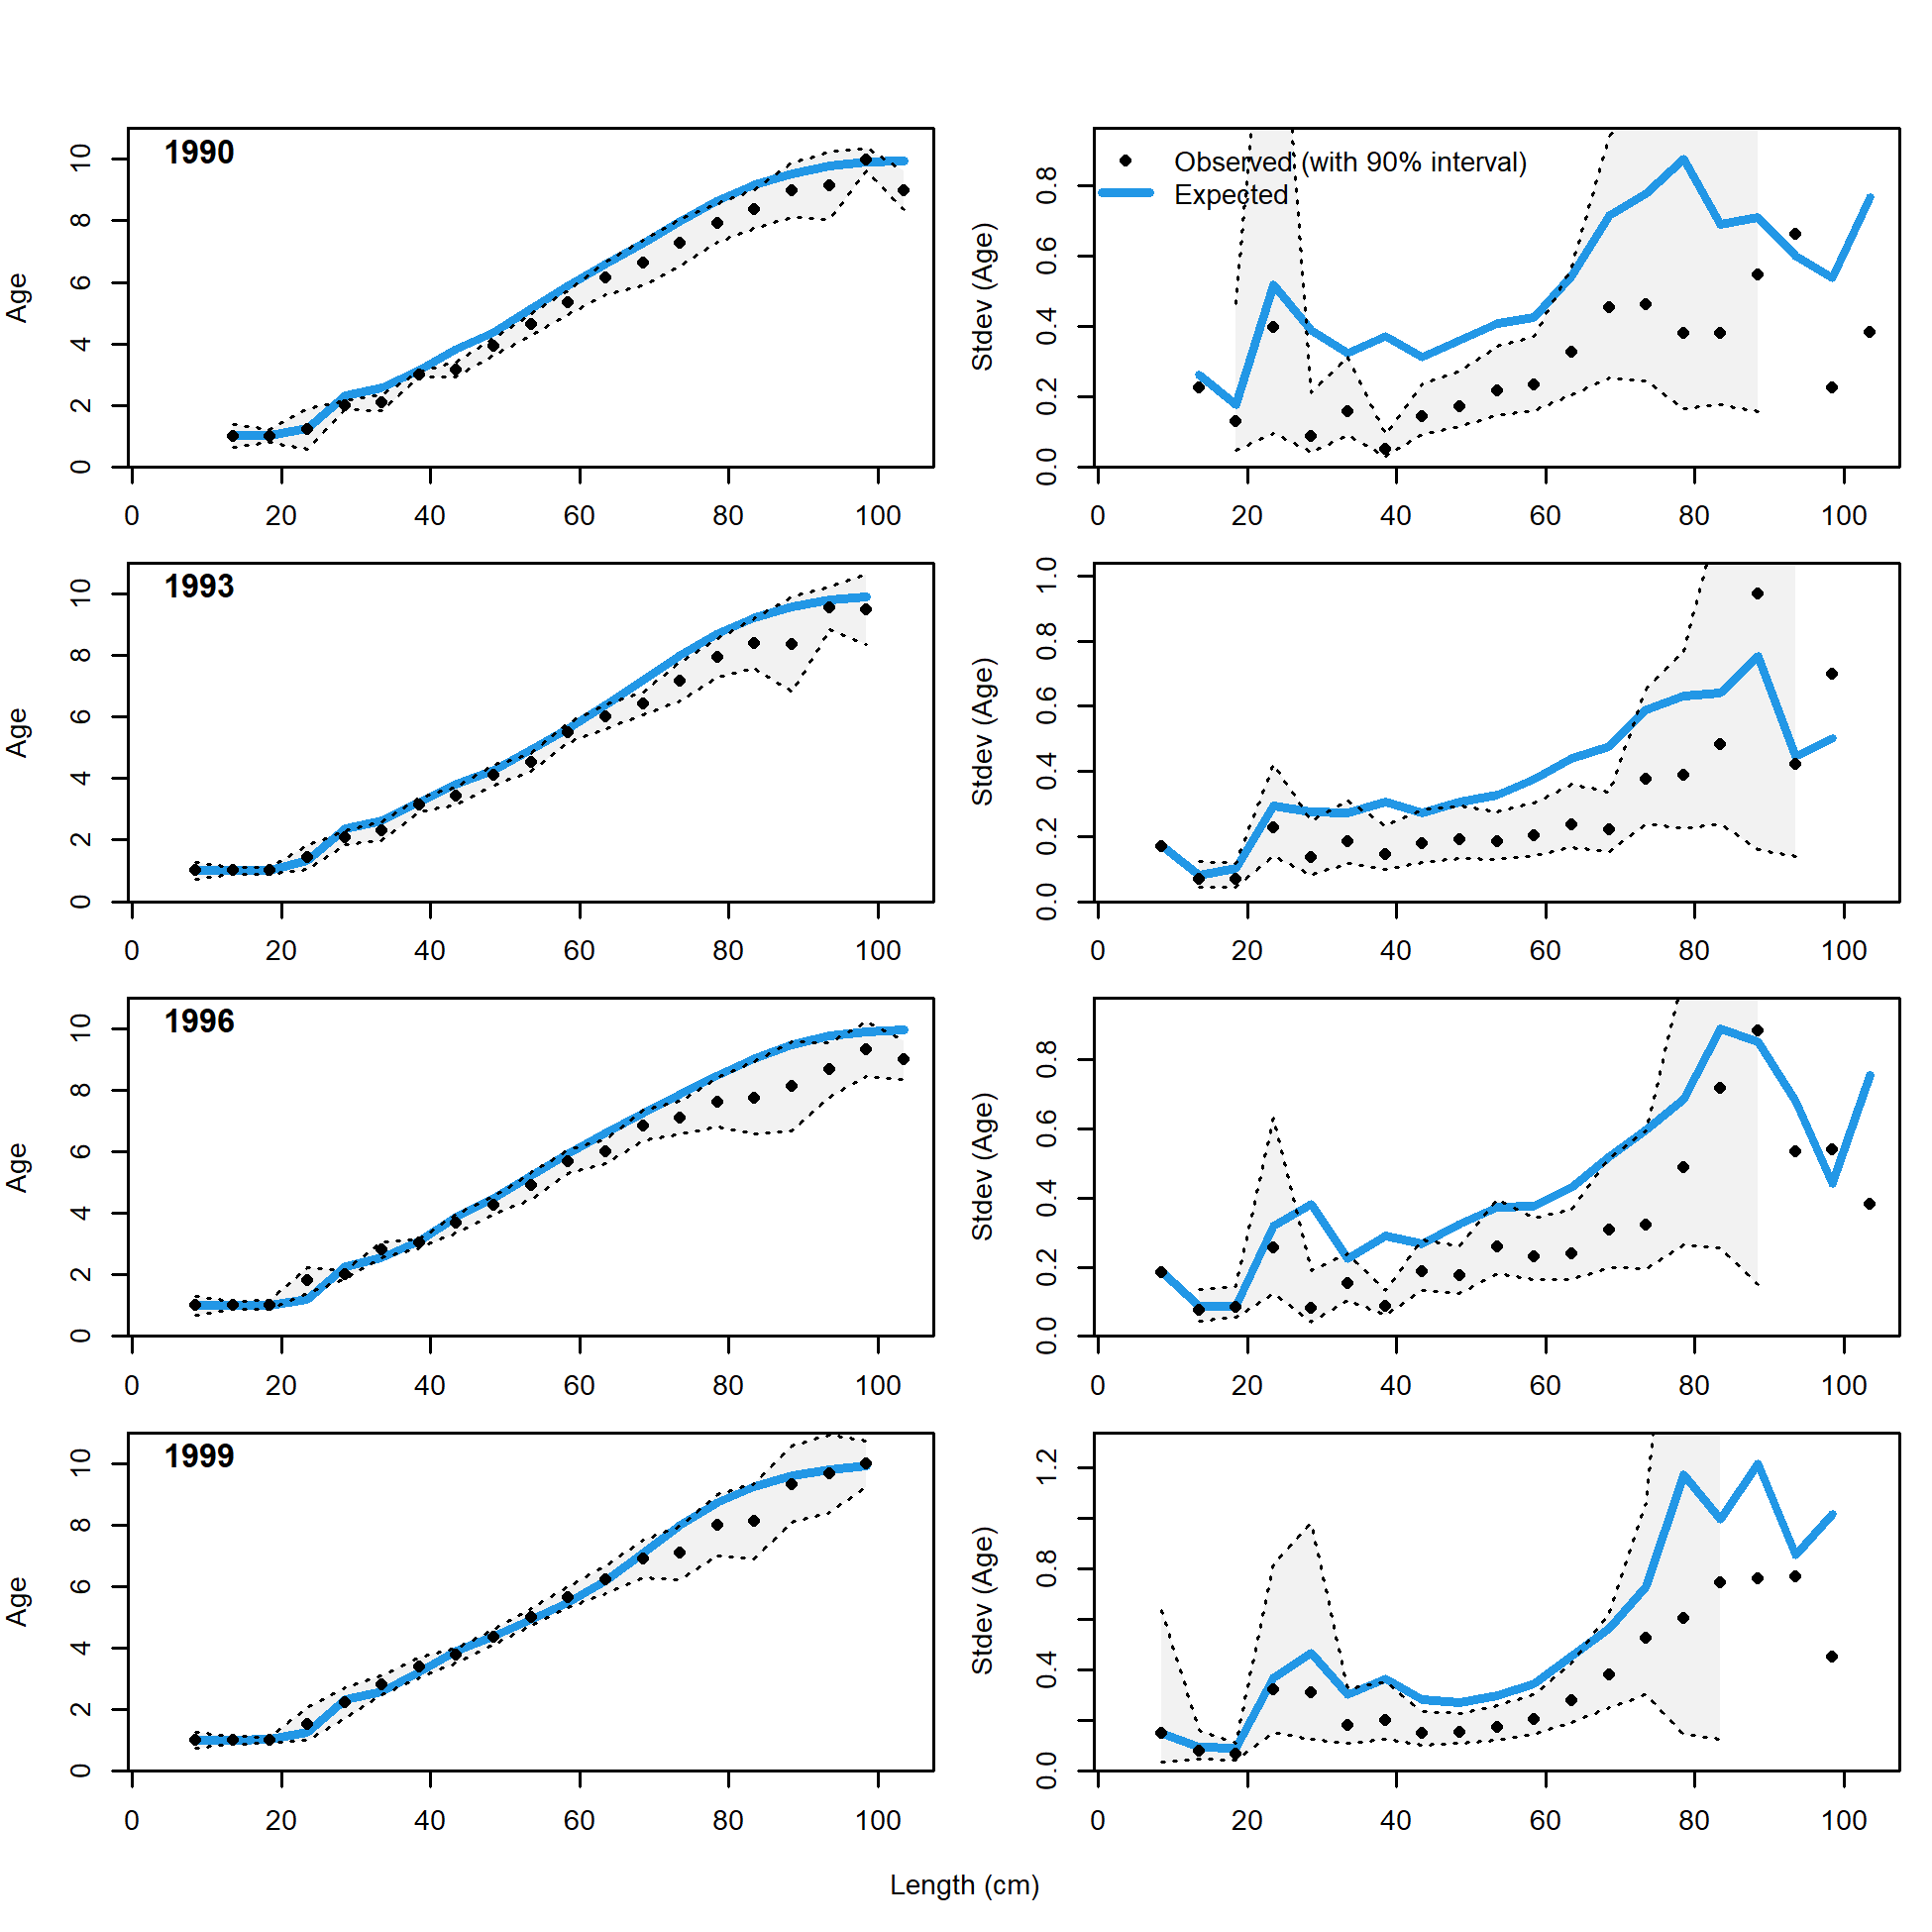 1990
Age
0 2 4 6 8 10
0 20 40 60 80 100
Observed (with 90% interval)
Expected
Stdev (Age)
0.0 0.2 0.4 0.6 0.8
0 20 40 60 80 100
1993
Age
0 2 4 6 8 10
0 20 40 60 80 100
Stdev (Age)
0.0 0.2 0.4 0.6 0.8 1.0
0 20 40 60 80 100
1996
Age
0 2 4 6 8 10
0 20 40 60 80 100
Stdev (Age)
0.0 0.2 0.4 0.6 0.8
0 20 40 60 80 100
1999
Age
0 2 4 6 8 10
0 20 40 60 80 100
Stdev (Age)
0.0 0.4 0.8 1.2
0 20 40 60 80 100
Length (cm)